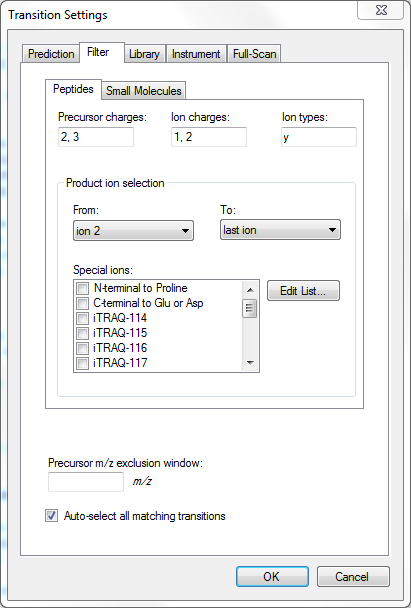 Transition Settings
Prediction Filter Library Instrument Full-Scan
Peptides Small Molecules
Precursor charges: Ion charges: Ion types:
2, 3 1, 2 y
Product ion selection
From: To:
ion 2 last ion
Special ions:
N-terminal to Proline
C-terminal to Glu or Asp
iTRAQ-114
iTRAQ-115
iTRAQ-116
iTRAQ-117
Edit List...
Precursor m/z exclusion window:
m/z
Auto-select all matching transitions
OK Cancel